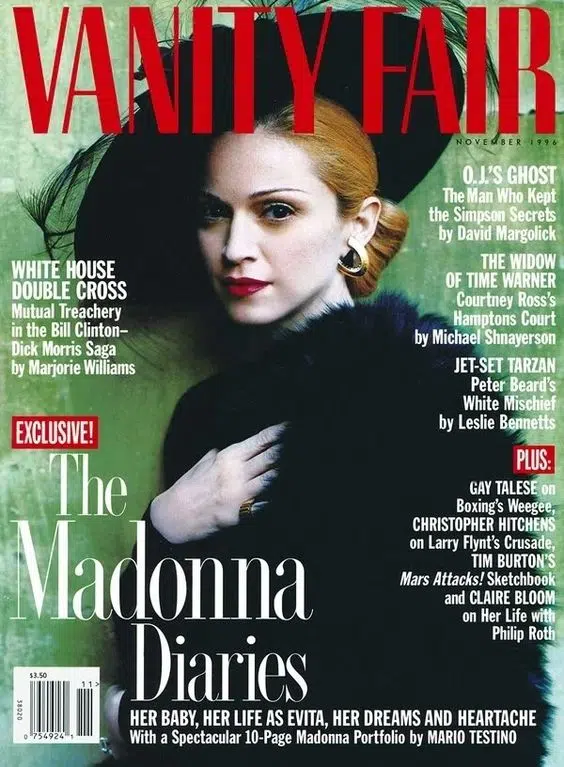 VANITY FAIR
NOVEMBER 1996
O.J.'S GHOST
The Man Who Kept
the Simpson Secrets
by David Margolick
THE WIDOW
OF TIME WARNER
Courtney Ross's
Hamptons Court
by Michael Shnayerson
JET-SET TARZAN
Peter Beard's
White Mischief
by Leslie Bennetts
WHITE HOUSE
DOUBLE CROSS
Mutual Treachery
in the Bill Clinton–
Dick Morris Saga
by Marjorie Williams
EXCLUSIVE!
The
Madonna
Diaries
PLUS:
GAY TALESE on
Boxing's Weegee,
CHRISTOPHER HITCHENS
on Larry Flynt's Crusade,
TIM BURTON'S
Mars Attacks! Sketchbook
and CLAIRE BLOOM
on Her Life with
Philip Roth
HER BABY, HER LIFE AS EVITA, HER DREAMS AND HEARTACHE
With a Spectacular 10-Page Madonna Portfolio by MARIO TESTINO
$3.50
11>
38020
0 754924 1